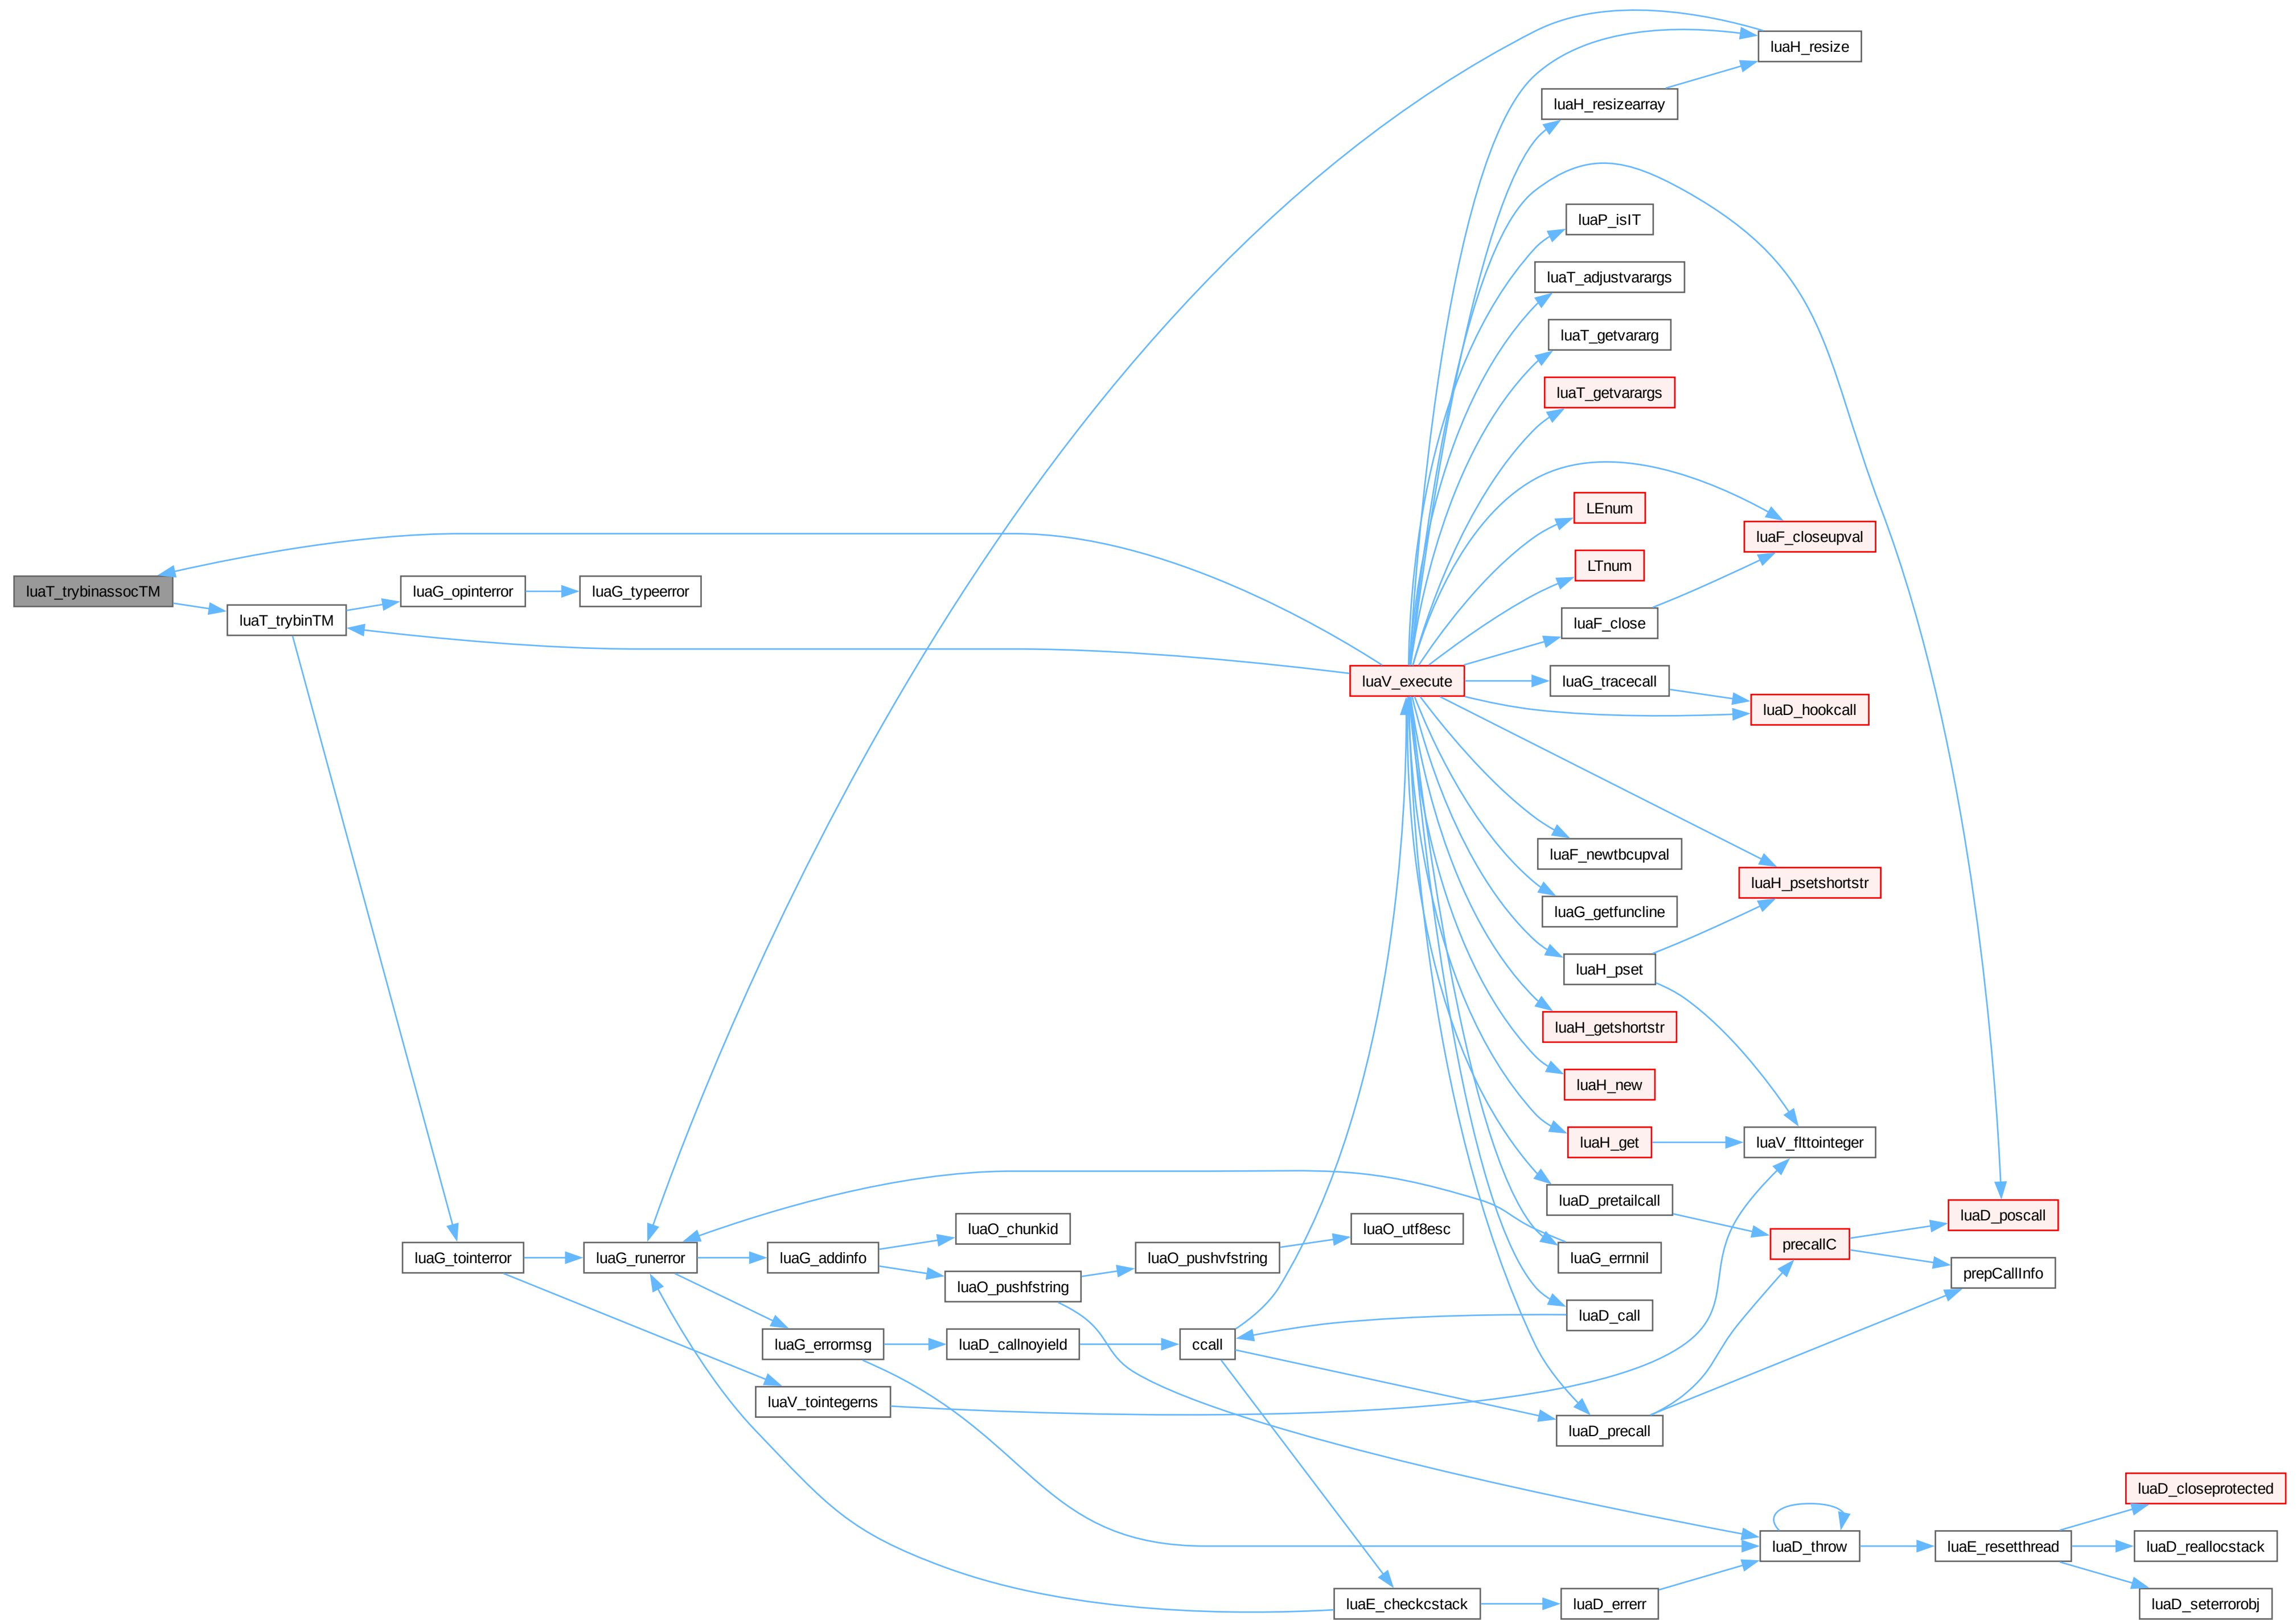 luaH_resize
luaH_resizearray
luaP_isIT
luaT_adjustvarargs
luaT_getvararg
luaT_getvarargs
LEnum
luaF_closeupval
LTnum
luaT_trybinassocTM
luaG_opinterror
luaG_typeerror
luaT_trybinTM
luaF_close
luaV_execute
luaG_tracecall
luaD_hookcall
luaF_newtbcupval
luaH_psetshortstr
luaG_getfuncline
luaH_pset
luaH_getshortstr
luaH_new
luaH_get
luaV_flttointeger
luaD_pretailcall
luaD_poscall
luaO_chunkid
luaO_utf8esc
precallC
luaG_tointerror
luaG_runerror
luaG_addinfo
luaO_pushvfstring
luaG_errnnil
prepCallInfo
luaO_pushfstring
luaD_call
luaG_errormsg
luaD_callnoyield
ccall
luaV_tointegerns
luaD_precall
luaD_closeprotected
luaD_throw
luaE_resetthread
luaD_reallocstack
luaE_checkcstack
luaD_errerr
luaD_seterrorobj